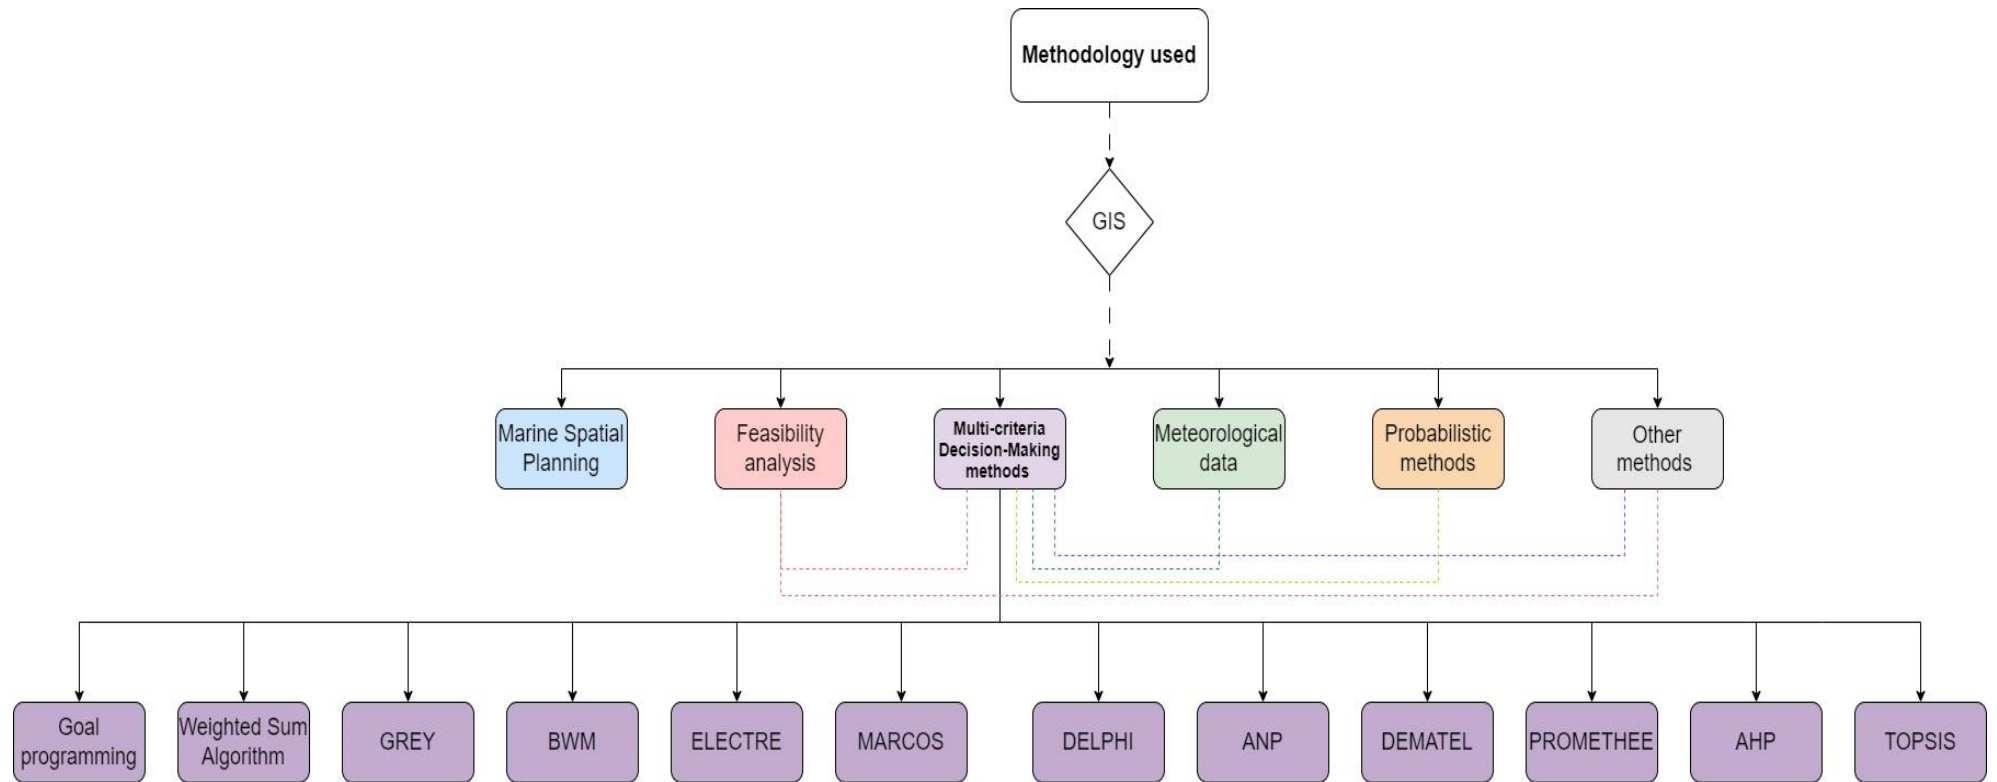 Methodology used
GIS
Marine Spatial
Planning
Feasibility
analysis
Multi-criteria
Decision-Making
methods
Meteorological
data
Probabilistic
methods
Other
methods
Goal
programming
Weighted Sum
Algorithm
GREY
BWM
ELECTRE
MARCOS
DELPHI
ANP
DEMATEL
PROMETHEE
AHP
TOPSIS